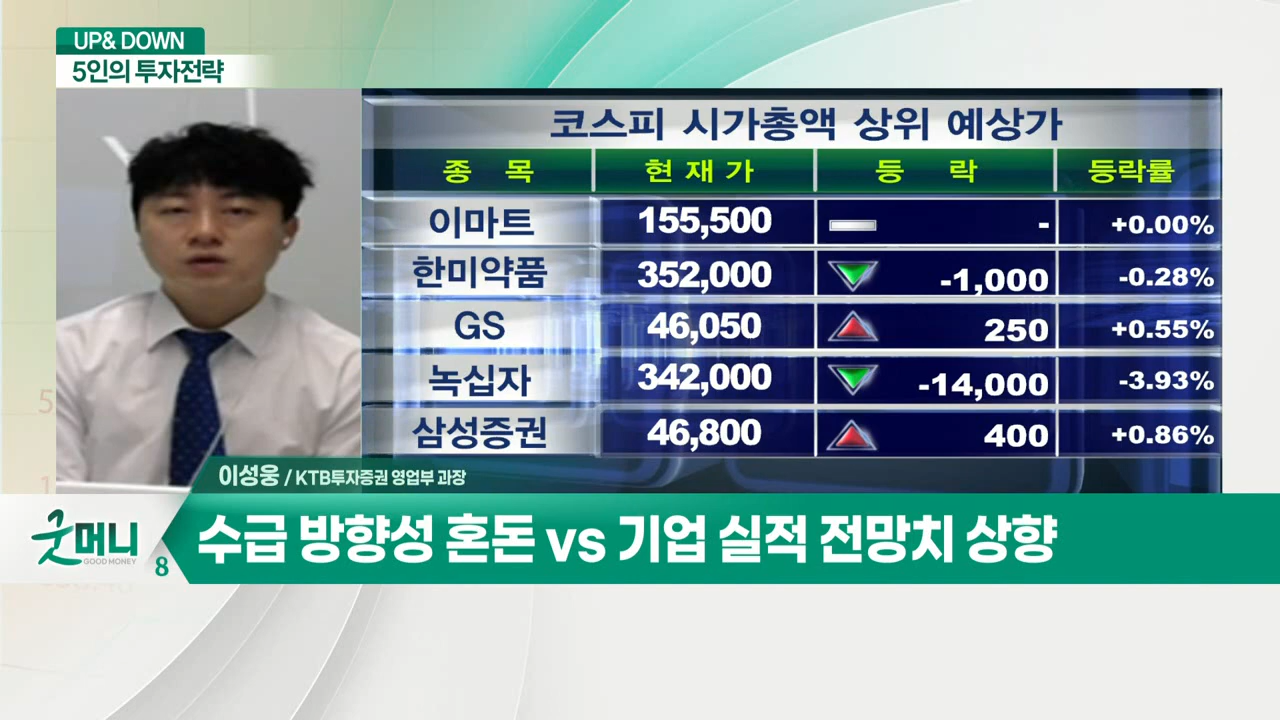 UP& DOWN
5인의 투자전략
코스피 시가총액 상위 예상가
종 목 현 재 가 등 락 등락률
이마트 155,500 - +0.00%
한미약품 352,000 -1,000 -0.28%
GS 46,050 250 +0.55%
녹십자 342,000 -14,000 -3.93%
삼성증권 46,800 400 +0.86%
이성웅 / KTB투자증권 영업부 과장
굿머니 GOOD MONEY 8
수급 방향성 혼돈 vs 기업 실적 전망치 상향